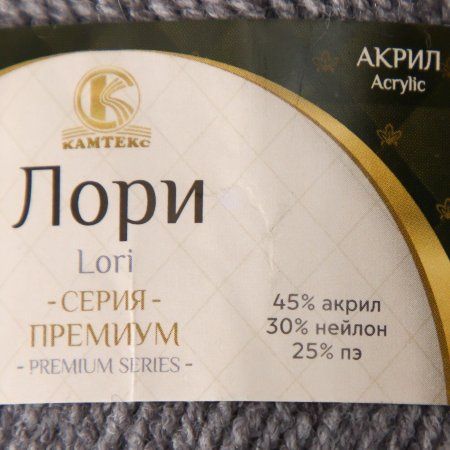 АКРИЛ
Acrylic
КАМТЕКС
Лори
Lori
- СЕРИЯ -
ПРЕМИУМ
- PREMIUM SERIES -
45% акрил
30% нейлон
25% пэ